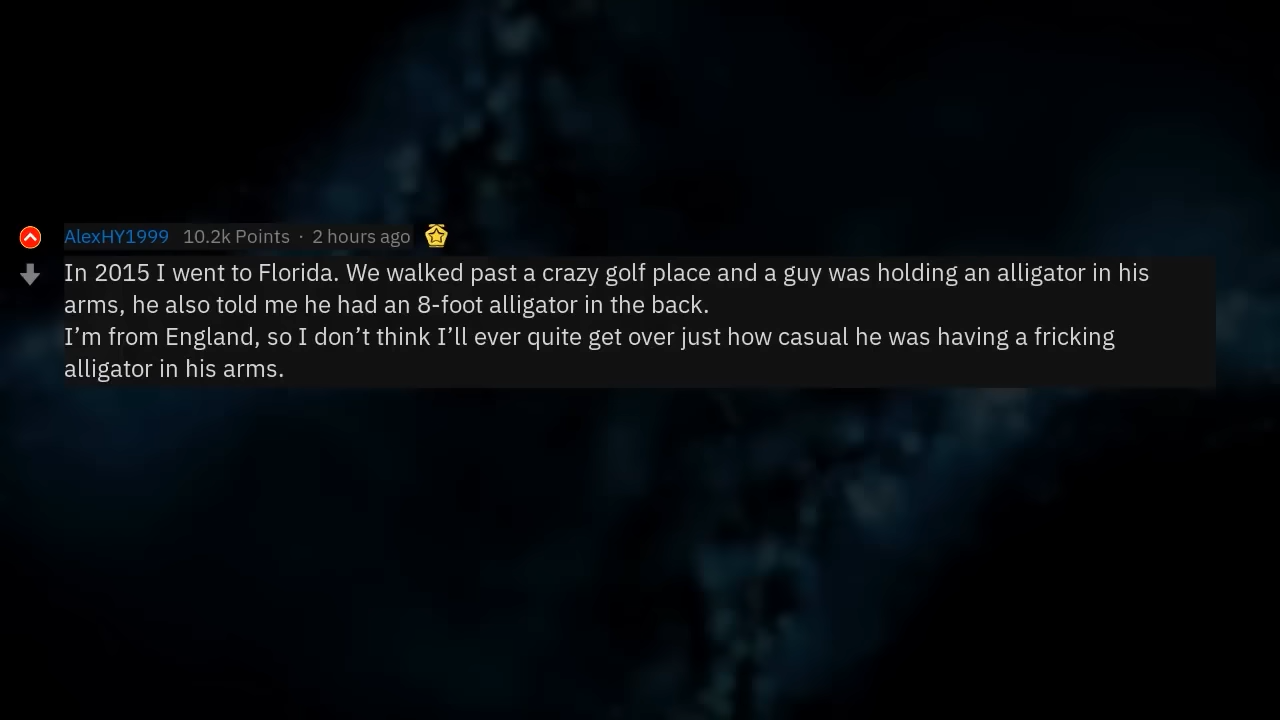 AlexHY1999 10.2k Points · 2 hours ago
In 2015 I went to Florida. We walked past a crazy golf place and a guy was holding an alligator in his
arms, he also told me he had an 8-foot alligator in the back.
I’m from England, so I don’t think I’ll ever quite get over just how casual he was having a fricking
alligator in his arms.